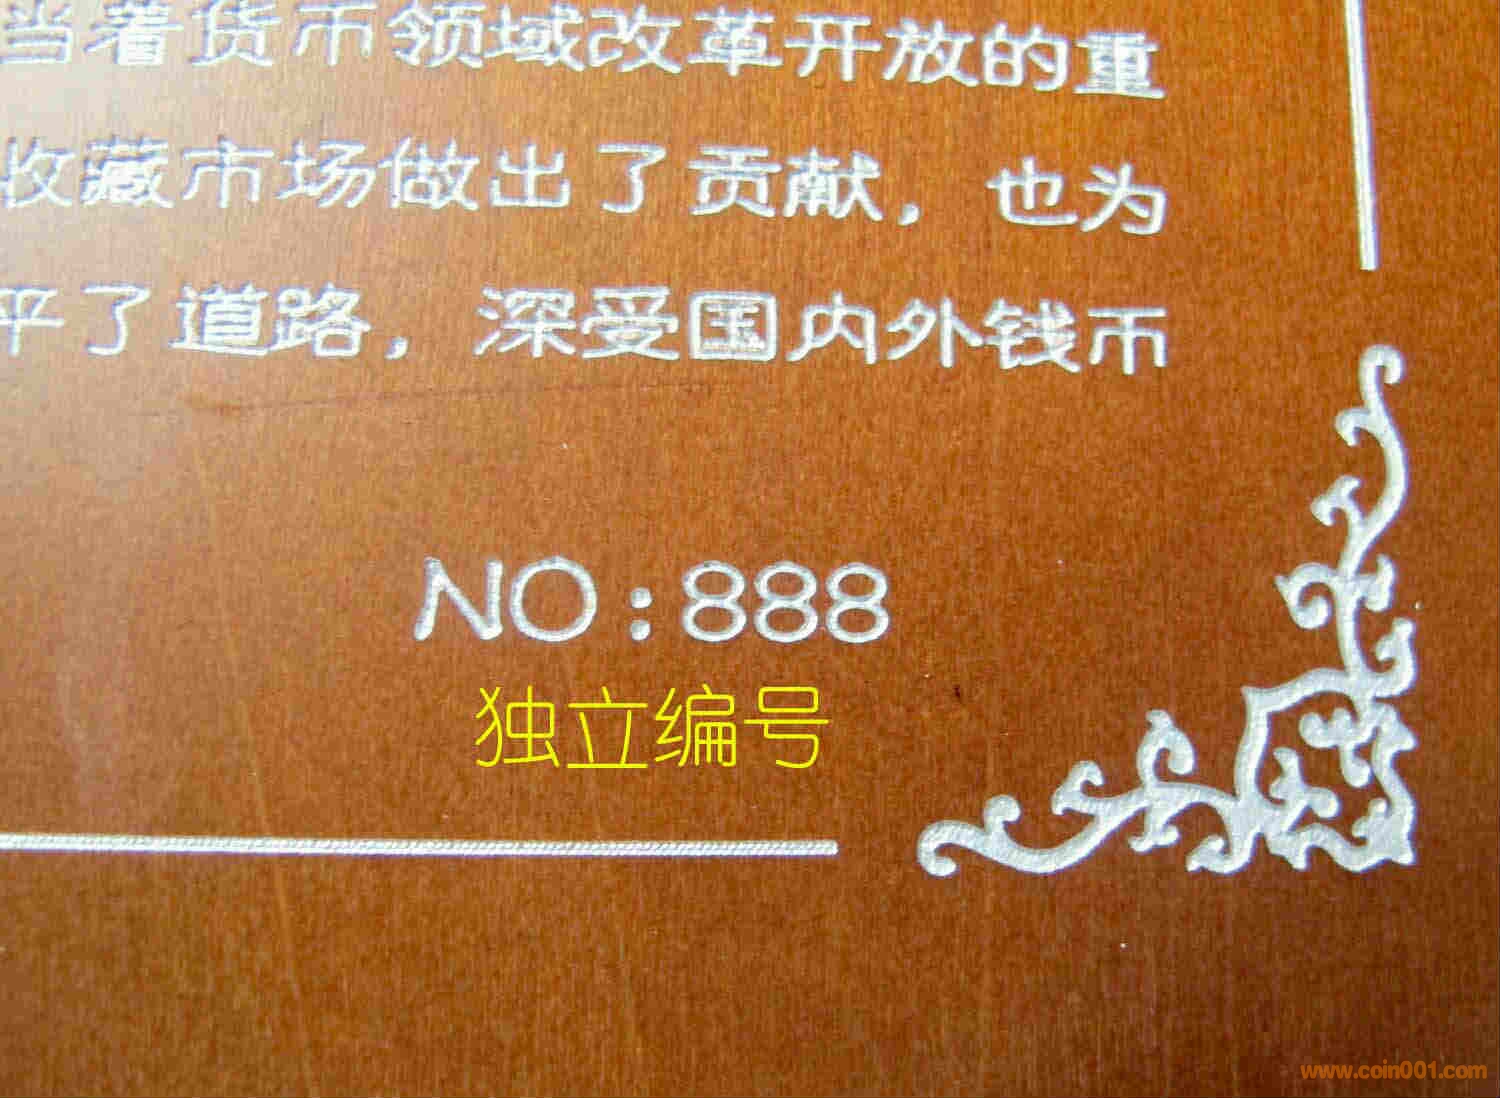 当着货币领域改革开放的重
收藏市场做出了贡献，也为
平了道路，深受国内外钱币
NO:888
独立编号
www.coin001.com